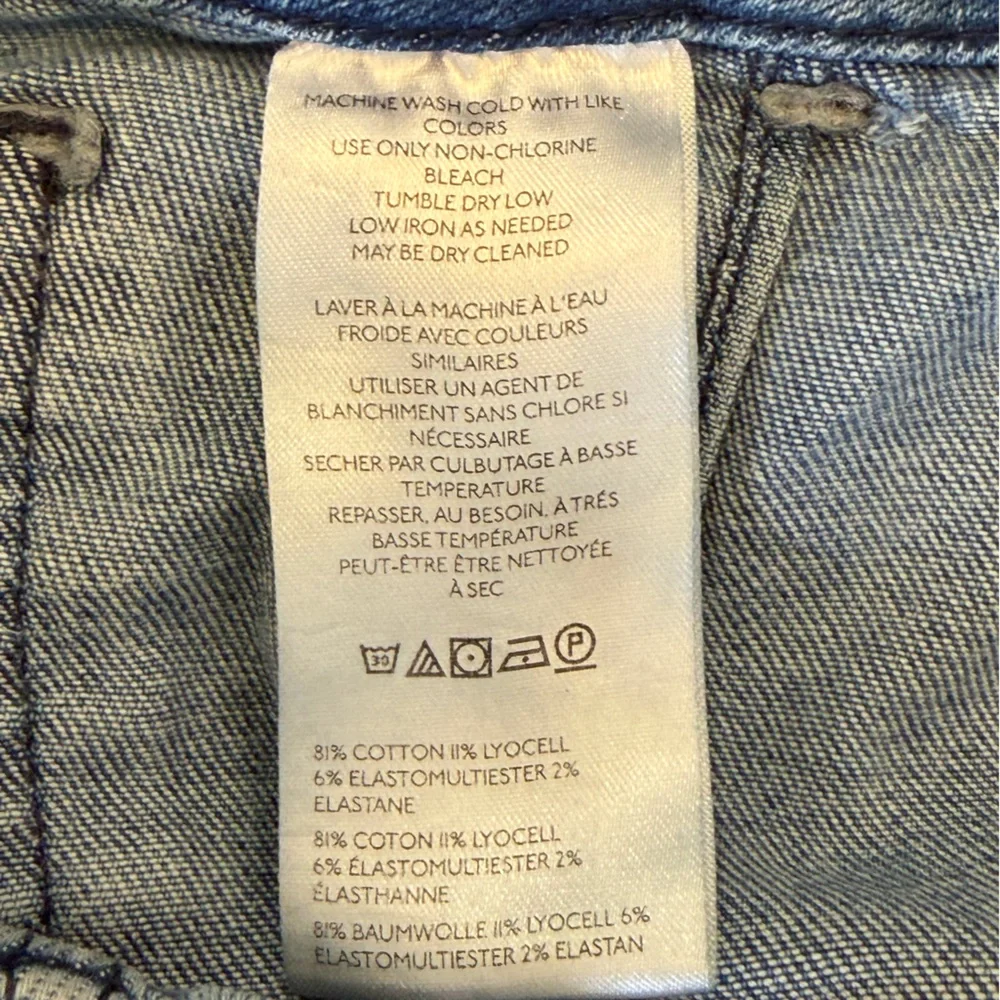 MACHINE WASH COLD WITH LIKE
COLORS
USE ONLY NON-CHLORINE
BLEACH
TUMBLE DRY LOW
LOW IRON AS NEEDED
MAY BE DRY CLEANED
LAVER À LA MACHINE À L'EAU
FROIDE AVEC COULEURS
SIMILAIRES
UTILISER UN AGENT DE
BLANCHIMENT SANS CHLORE SI
NÉCESSAIRE
SECHER PAR CULBUTAGE À BASSE
TEMPERATURE
REPASSER, AU BESOIN. À TRÉS
BASSE TEMPÉRATURE
PEUT-ÊTRE ÊTRE NETTOYÉE
À SEC
30 P
81% COTTON 11% LYOCELL
6% ELASTOMULTIESTER 2%
ELASTANE
81% COTON 11% LYOCELL
6% ÉLASTOMULTIESTER 2%
ÉLASTHANNE
81% BAUMWOLLE 11% LYOCELL 6%
ELASTOMULTIESTER 2% ELASTAN